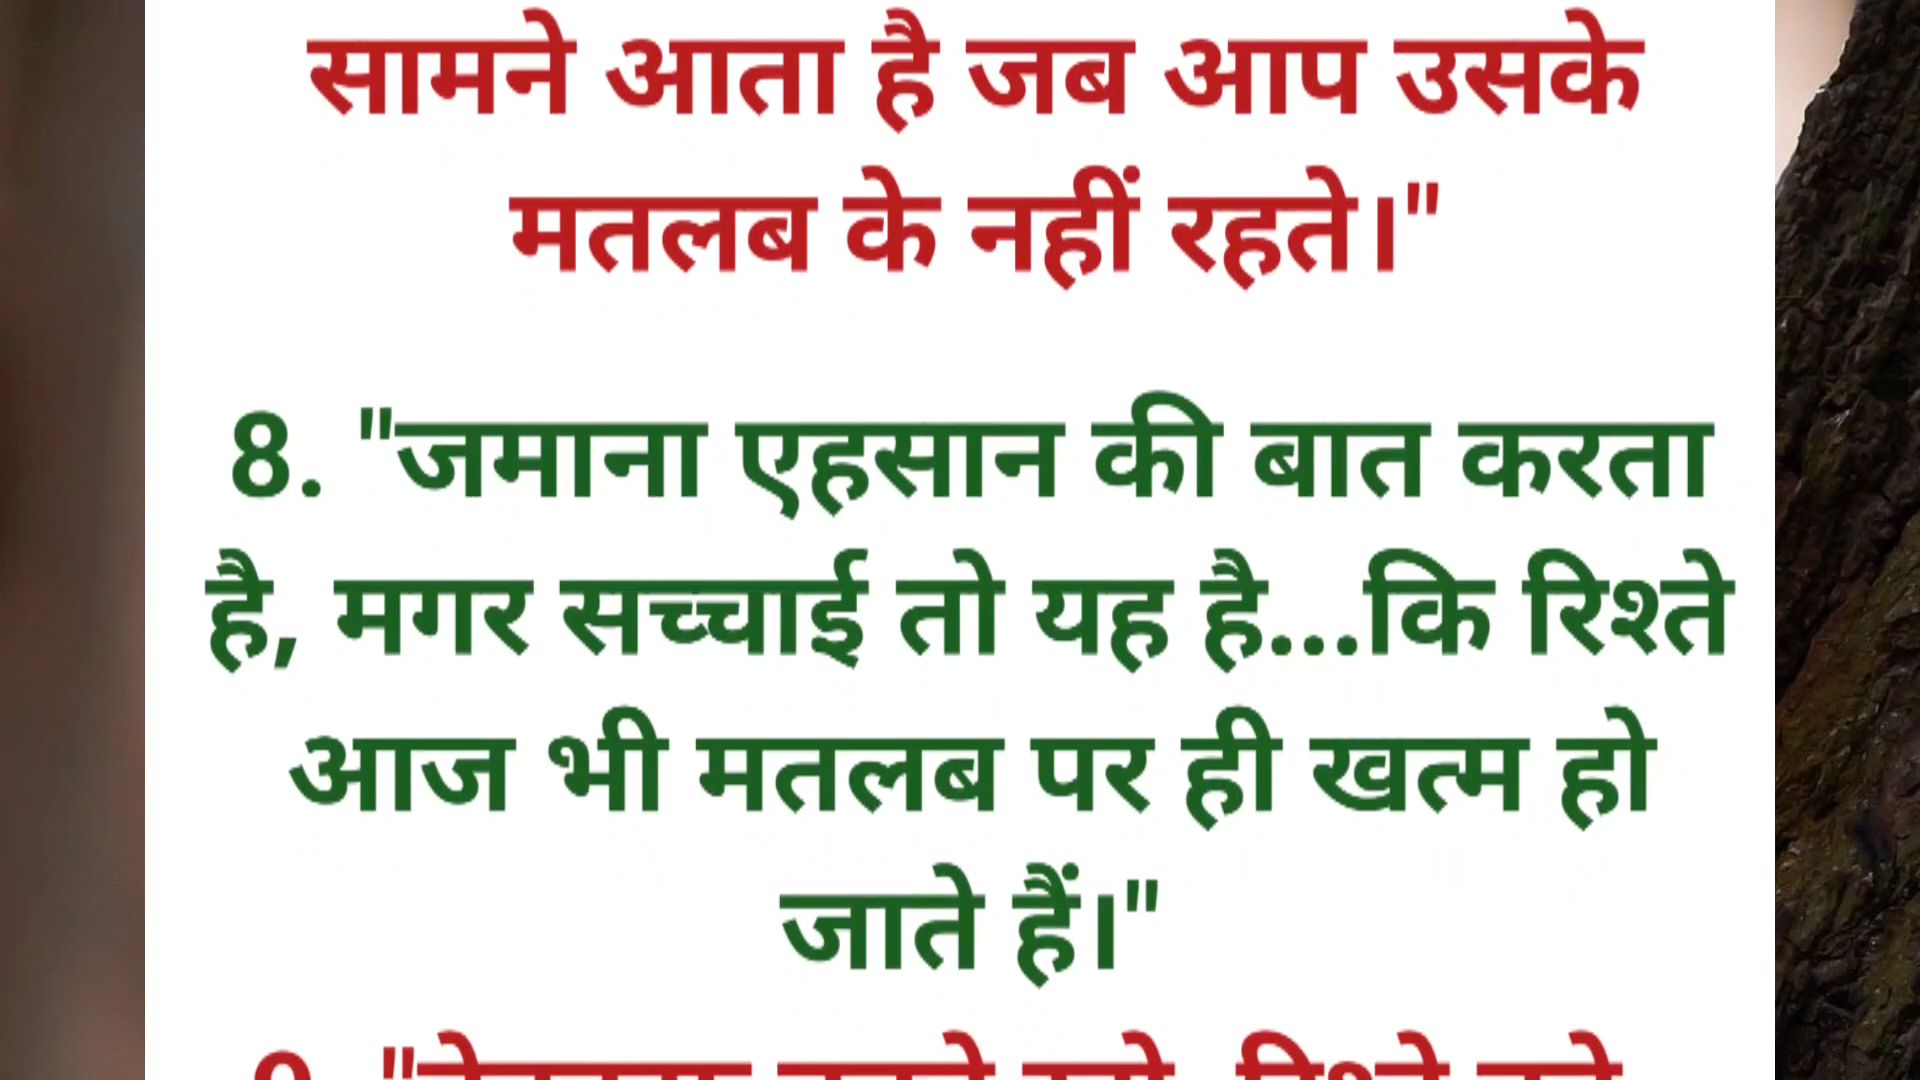 सामने आता है जब आप उसके
मतलब के नहीं रहते।"
8. "जमाना एहसान की बात करता
है, मगर सच्चाई तो यह है...कि रिश्ते
आज भी मतलब पर ही खत्म हो
जाते हैं।"
9. "